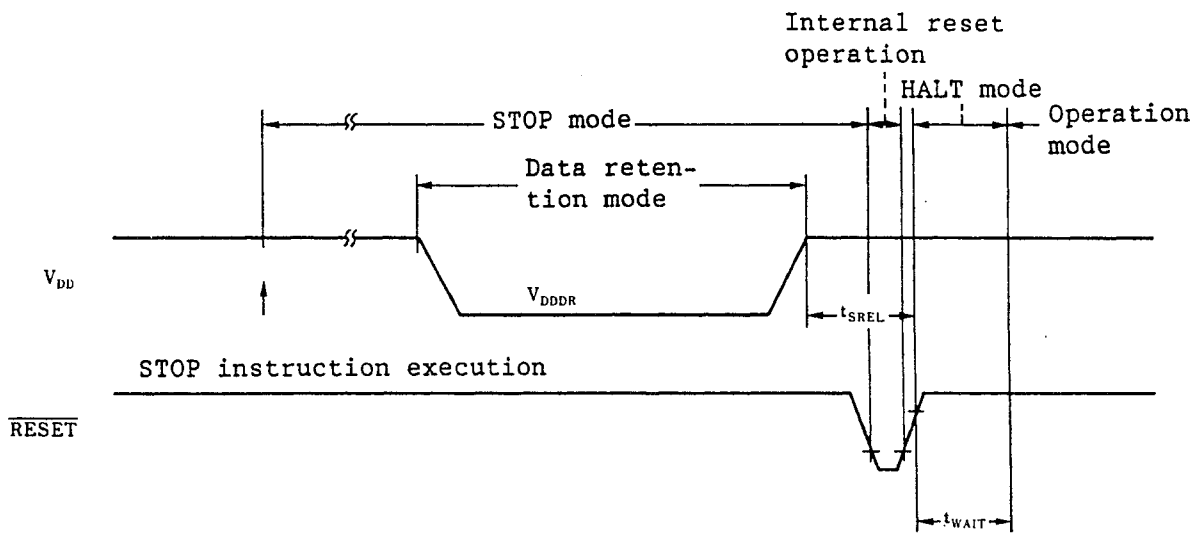 Internal reset
operation
HALT mode
STOP mode
Operation
mode
Data reten-
tion mode
VDD
VDDDR
tSREL
STOP instruction execution
RESET
tWAIT